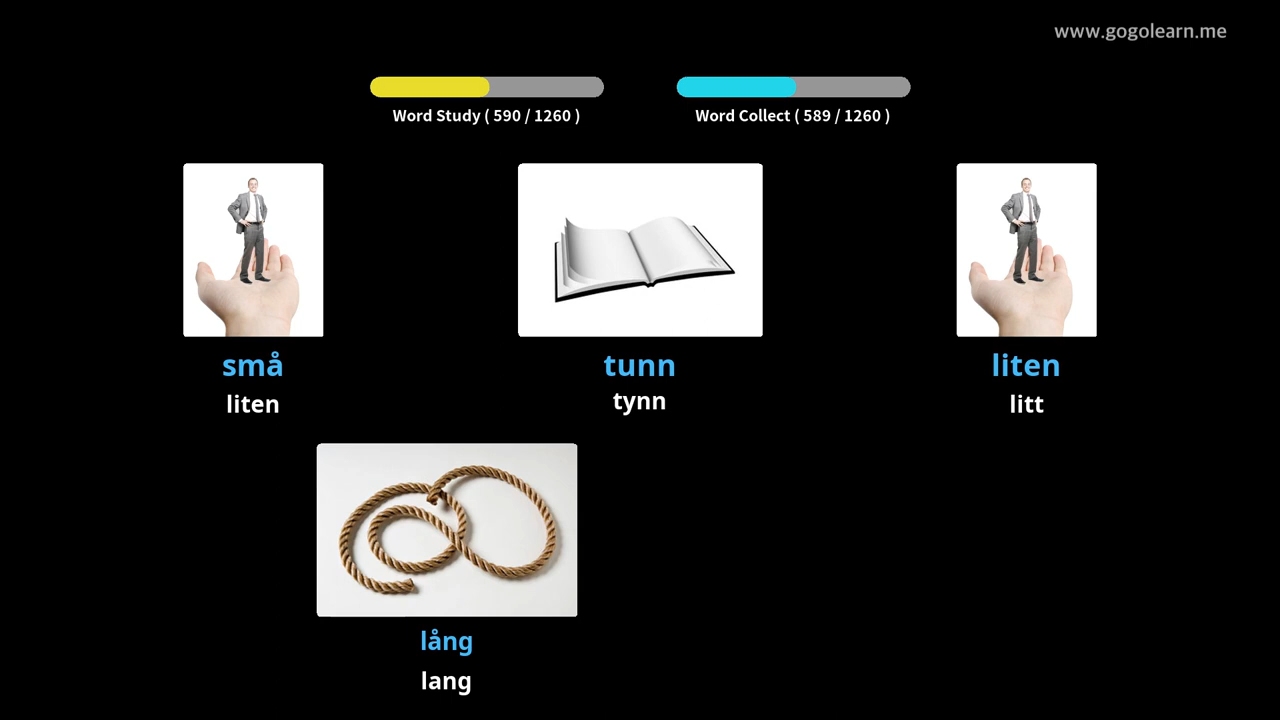 www.gogolearn.me
Word Study ( 590 / 1260 )
Word Collect ( 589 / 1260 )
små
liten
tunn
tynn
liten
litt
lång
lang